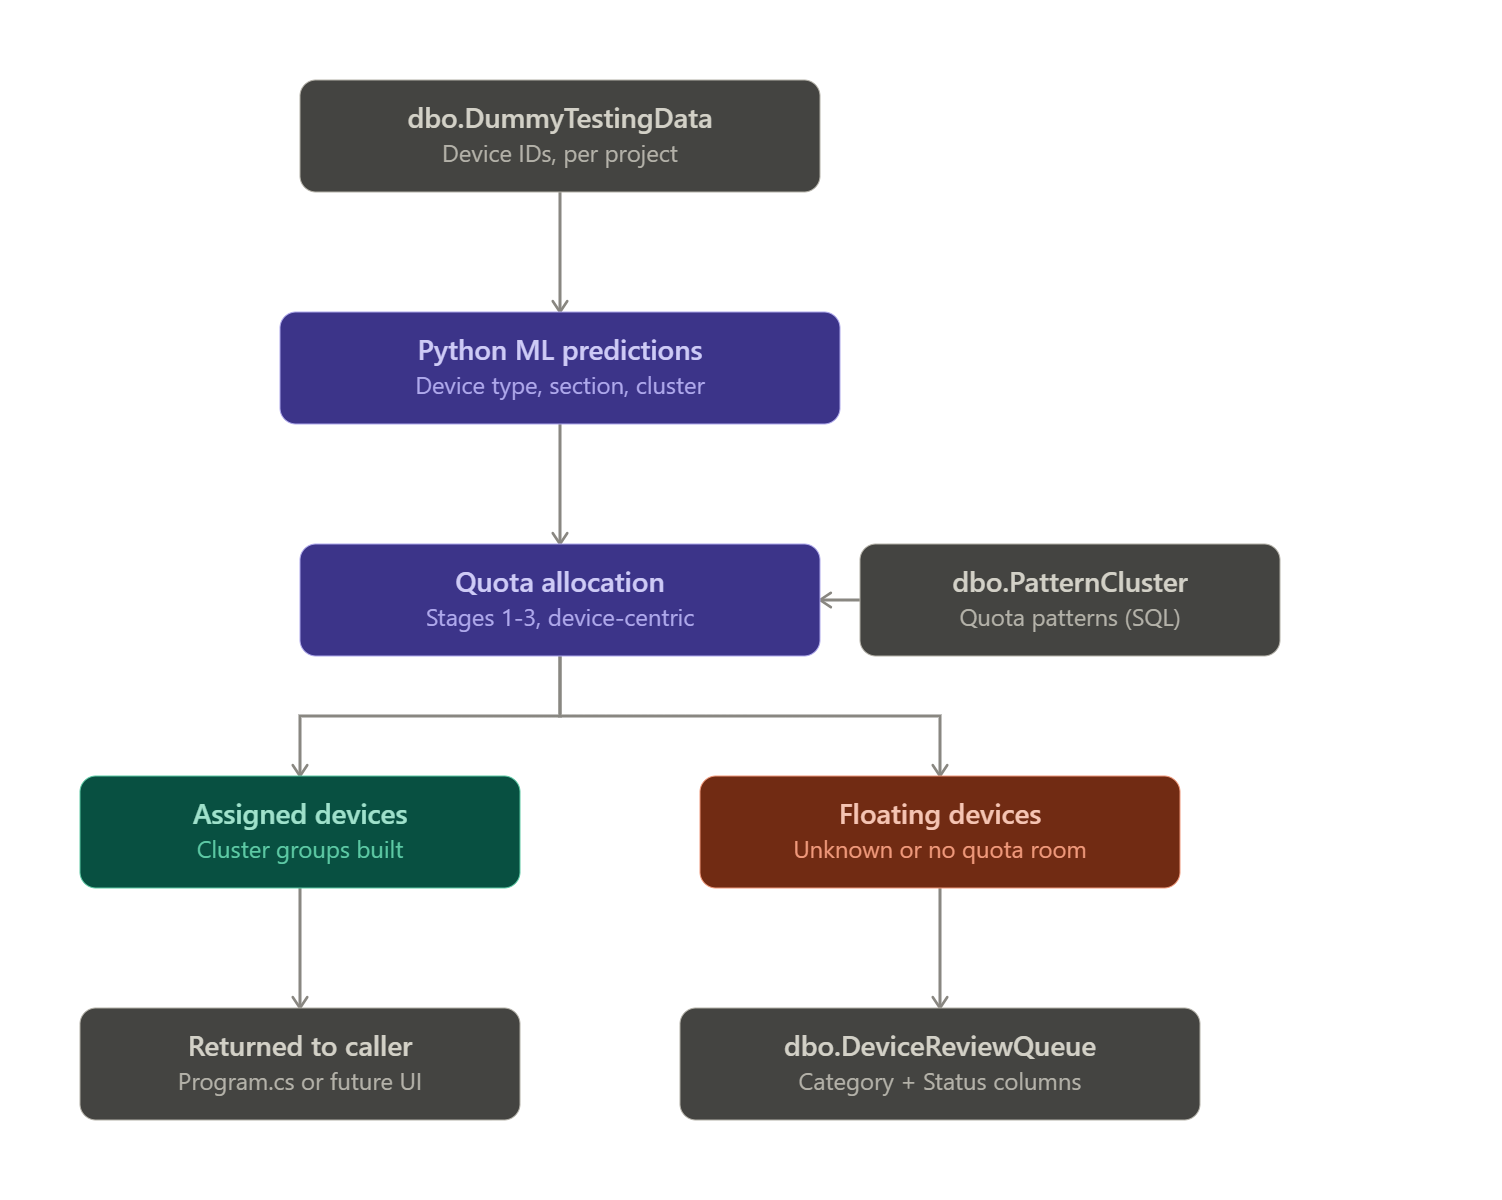 dbo.DummyTestingData
Device IDs, per project
Python ML predictions
Device type, section, cluster
Quota allocation
Stages 1-3, device-centric
dbo.PatternCluster
Quota patterns (SQL)
Assigned devices
Cluster groups built
Floating devices
Unknown or no quota room
Returned to caller
Program.cs or future UI
dbo.DeviceReviewQueue
Category + Status columns